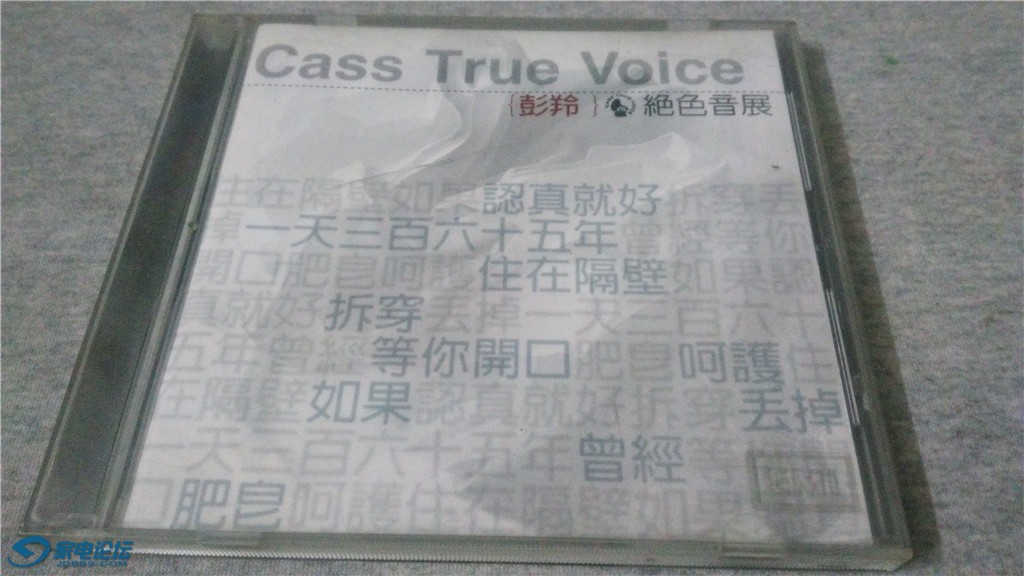 Cass True Voice
{彭羚} 絕色音展
主在隔壁如果認真就好拆穿丟
掉一天三百六十五年曾經等你
開口肥皂呵護住在隔壁如果認
真就好拆穿丟掉一天三百六十
五年曾經等你開口肥皂呵護住
在隔壁如果認真就好拆穿丟掉
一天三百六十五年曾經等
口肥皂呵護住在隔壁如
家电论坛
JD8BS.COM